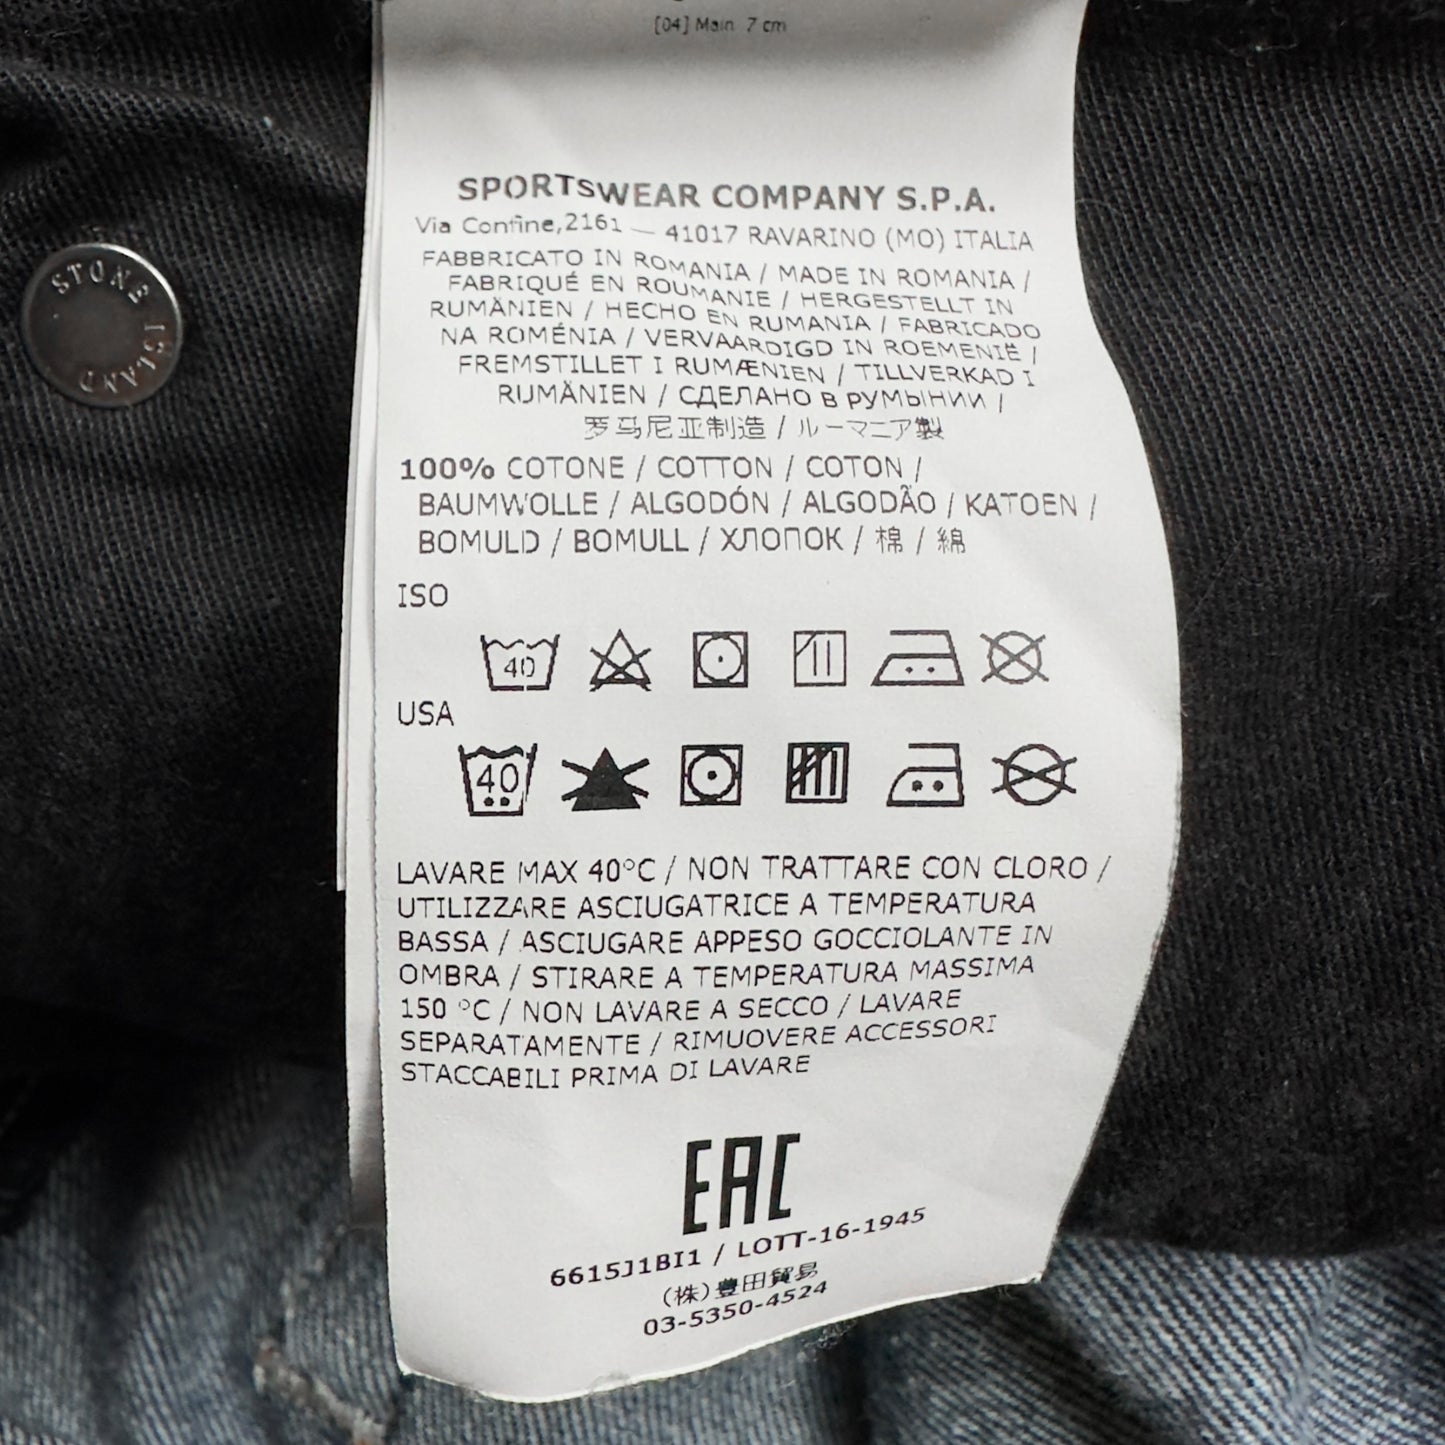 [04] Main 7 cm
SPORTSWEAR COMPANY S.P.A.
Via Confine,2161 — 41017 RAVARINO (MO) ITALIA
FABBRICATO IN ROMANIA / MADE IN ROMANIA /
FABRIQUÉ EN ROUMANIE / HERGESTELLT IN
RUMÄNIEN / HECHO EN RUMANIA / FABRICADO
NA ROMÉNIA / VERVAARDIGD IN ROEMENIË /
FREMSTILLET I RUMÆNIEN / TILLVERKAD I
RUMÄNIEN / СДЕЛАНО В РУМЫНИИ /
罗马尼亚制造 / ルーマニア製
100% COTONE / COTTON / COTON /
BAUMWOLLE / ALGODÓN / ALGODÃO / KATOEN /
BOMULD / BOMULL / ХЛОПОК / 棉 / 綿
ISO
40
USA
40
LAVARE MAX 40°C / NON TRATTARE CON CLORO /
UTILIZZARE ASCIUGATRICE A TEMPERATURA
BASSA / ASCIUGARE APPESO GOCCIOLANTE IN
OMBRA / STIRARE A TEMPERATURA MASSIMA
150 °C / NON LAVARE A SECCO / LAVARE
SEPARATAMENTE / RIMUOVERE ACCESSORI
STACCABILI PRIMA DI LAVARE
EAC
6615J1BI1 / LOTT-16-1945
(株)豊田貿易
03-5350-4524
STONE ISLAND